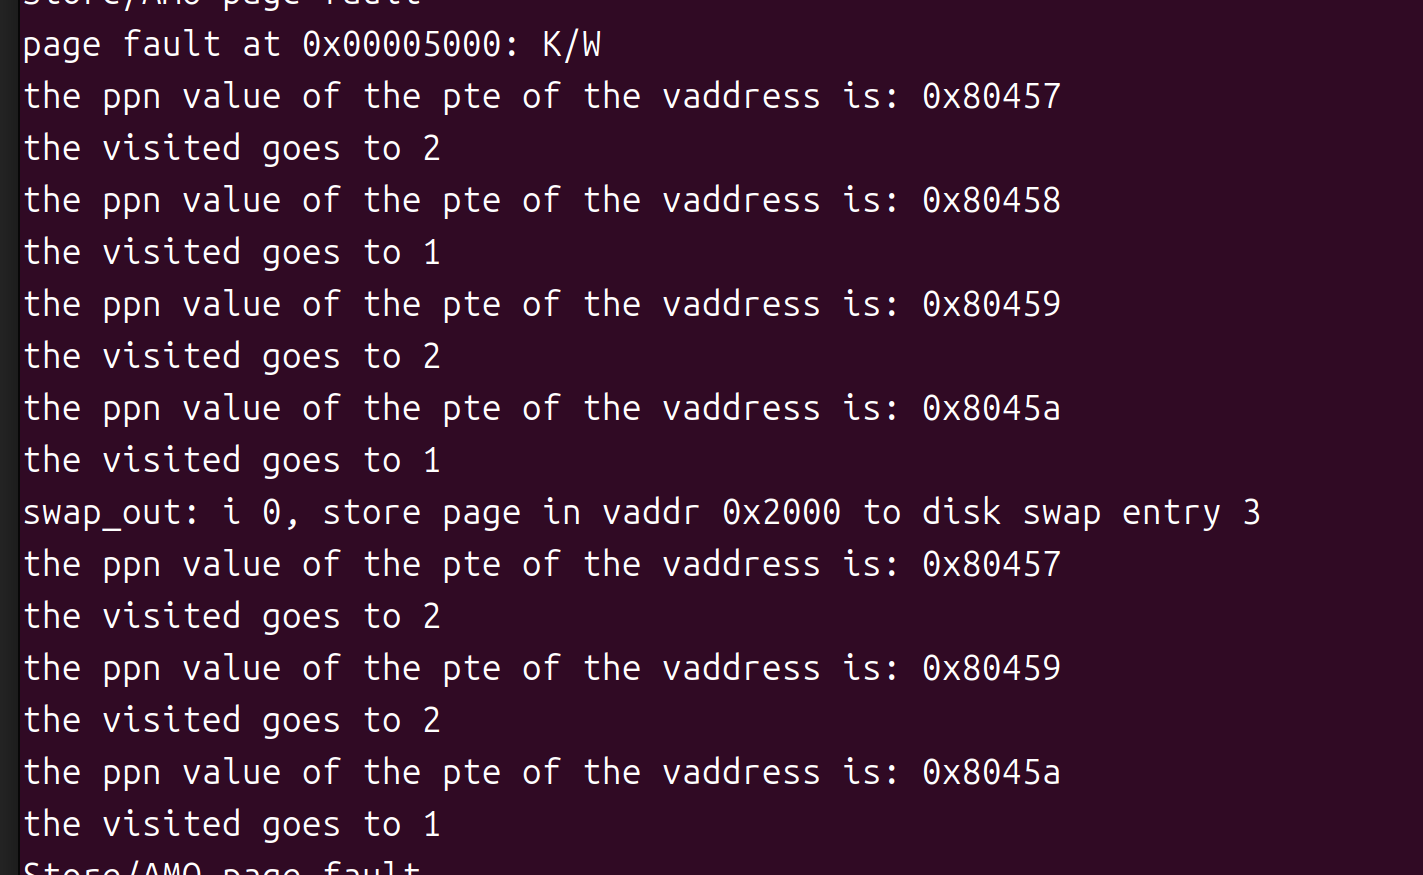 Store/AMO page fault
page fault at 0x00005000: K/W
the ppn value of the pte of the vaddress is: 0x80457
the visited goes to 2
the ppn value of the pte of the vaddress is: 0x80458
the visited goes to 1
the ppn value of the pte of the vaddress is: 0x80459
the visited goes to 2
the ppn value of the pte of the vaddress is: 0x8045a
the visited goes to 1
swap_out: i 0, store page in vaddr 0x2000 to disk swap entry 3
the ppn value of the pte of the vaddress is: 0x80457
the visited goes to 2
the ppn value of the pte of the vaddress is: 0x80459
the visited goes to 2
the ppn value of the pte of the vaddress is: 0x8045a
the visited goes to 1
Store/AMO page fault